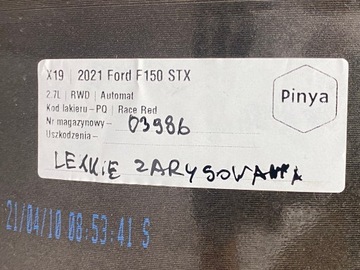 X19 | 2021 Ford F150 STX
2.7L | RWD | Automat
Kod lakieru – PQ | Race Red
Nr magazynowy – 03986
Uszkodzenia –
LEKKIE ZARYSOWANIA
Pinya
21/04/10 08:53:41 S